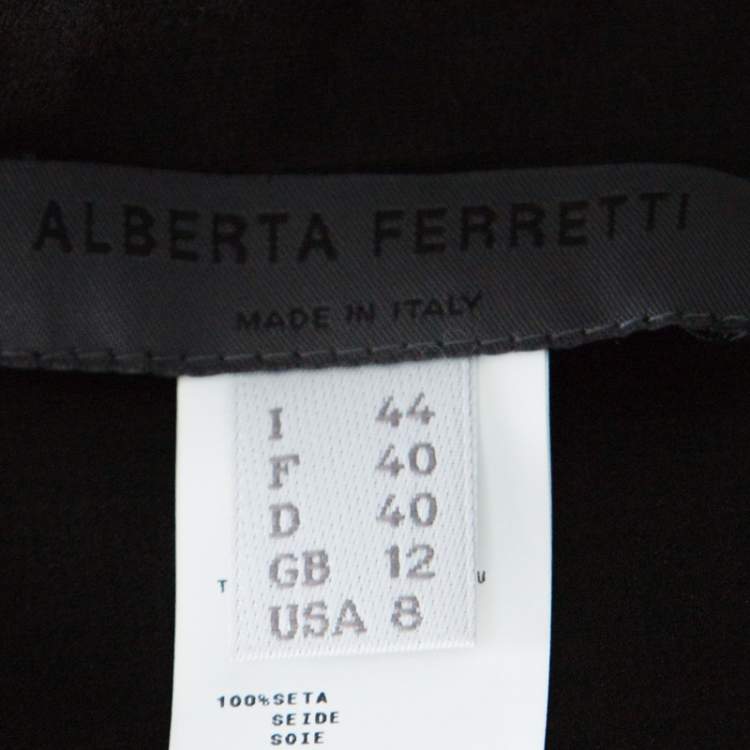 ALBERTA FERRETTI
MADE IN ITALY
I 44
F 40
D 40
GB 12
USA 8
T U
100%SETA
SEIDE
SOIE